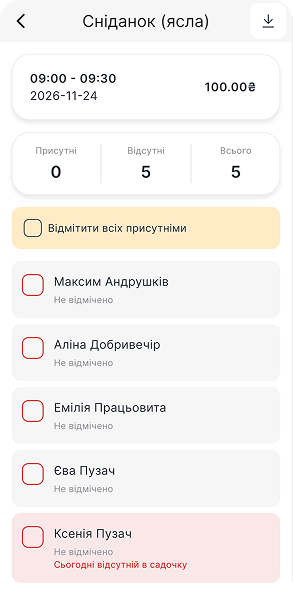 Сніданок (ясла)
09:00 - 09:30
2026-11-24
100.00₴
Присутні
Відсутні
Всього
0
5
5
Відмітити всіх присутніми
Максим Андрушків
Не відмічено
Аліна Добривечір
Не відмічено
Емілія Працьовита
Не відмічено
Єва Пузач
Не відмічено
Ксенія Пузач
Не відмічено
Сьогодні відсутній в садочку